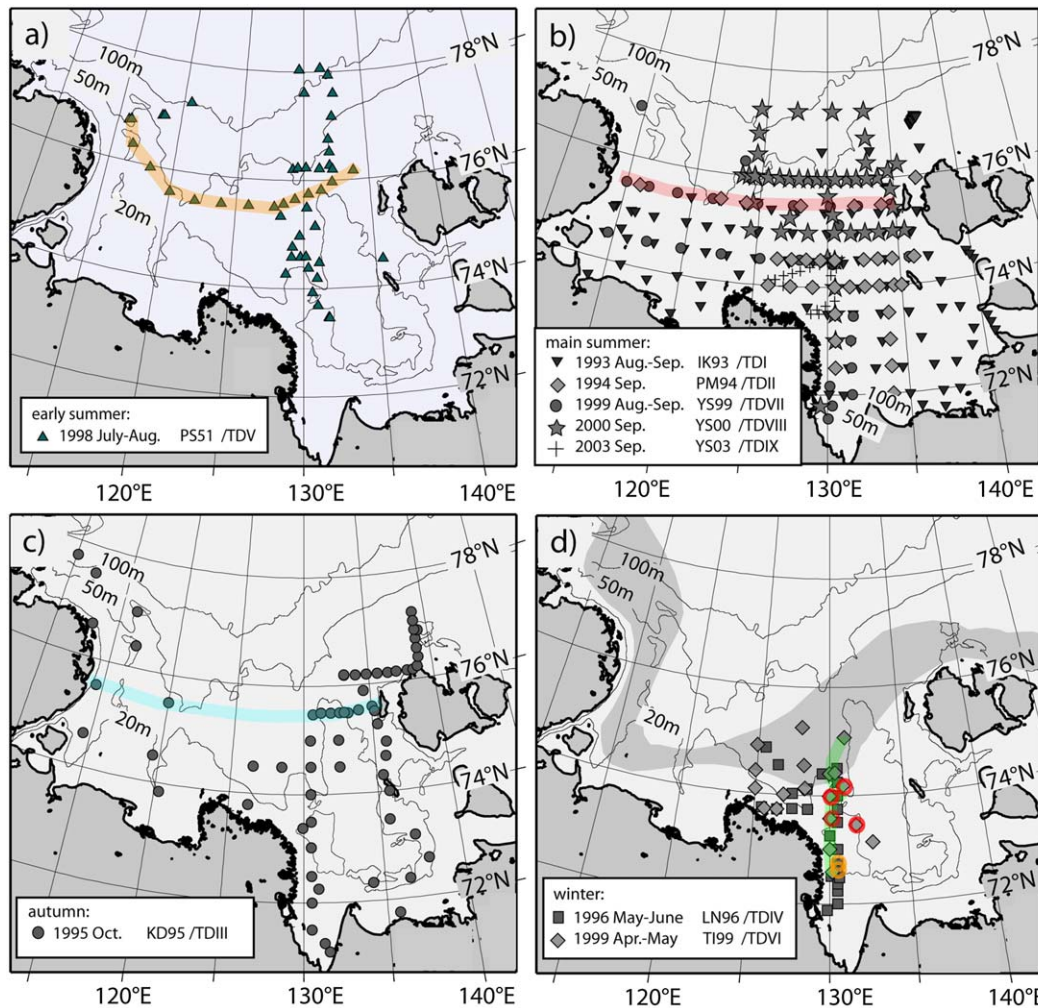 a)
100m
50m
20m
78°N
76°N
74°N
72°N
early summer:
1998 July-Aug. PS51 /TDV
120°E
130°E
140°E
b)
100m
50m
20m
78°N
76°N
74°N
72°N
100m
50m
main summer:
1993 Aug.-Sep. IK93 /TDI
1994 Sep. PM94 /TDII
1999 Aug.-Sep. YS99 /TDVII
2000 Sep. YS00 /TDVIII
2003 Sep. YS03 /TDIX
120°E
130°E
140°E
c)
100m
50m
20m
78°N
76°N
74°N
72°N
autumn:
1995 Oct. KD95 /TDIII
120°E
130°E
140°E
d)
100m
50m
20m
78°N
76°N
74°N
72°N
winter:
1996 May-June LN96 /TDIV
1999 Apr.-May TI99 /TDVI
120°E
130°E
140°E